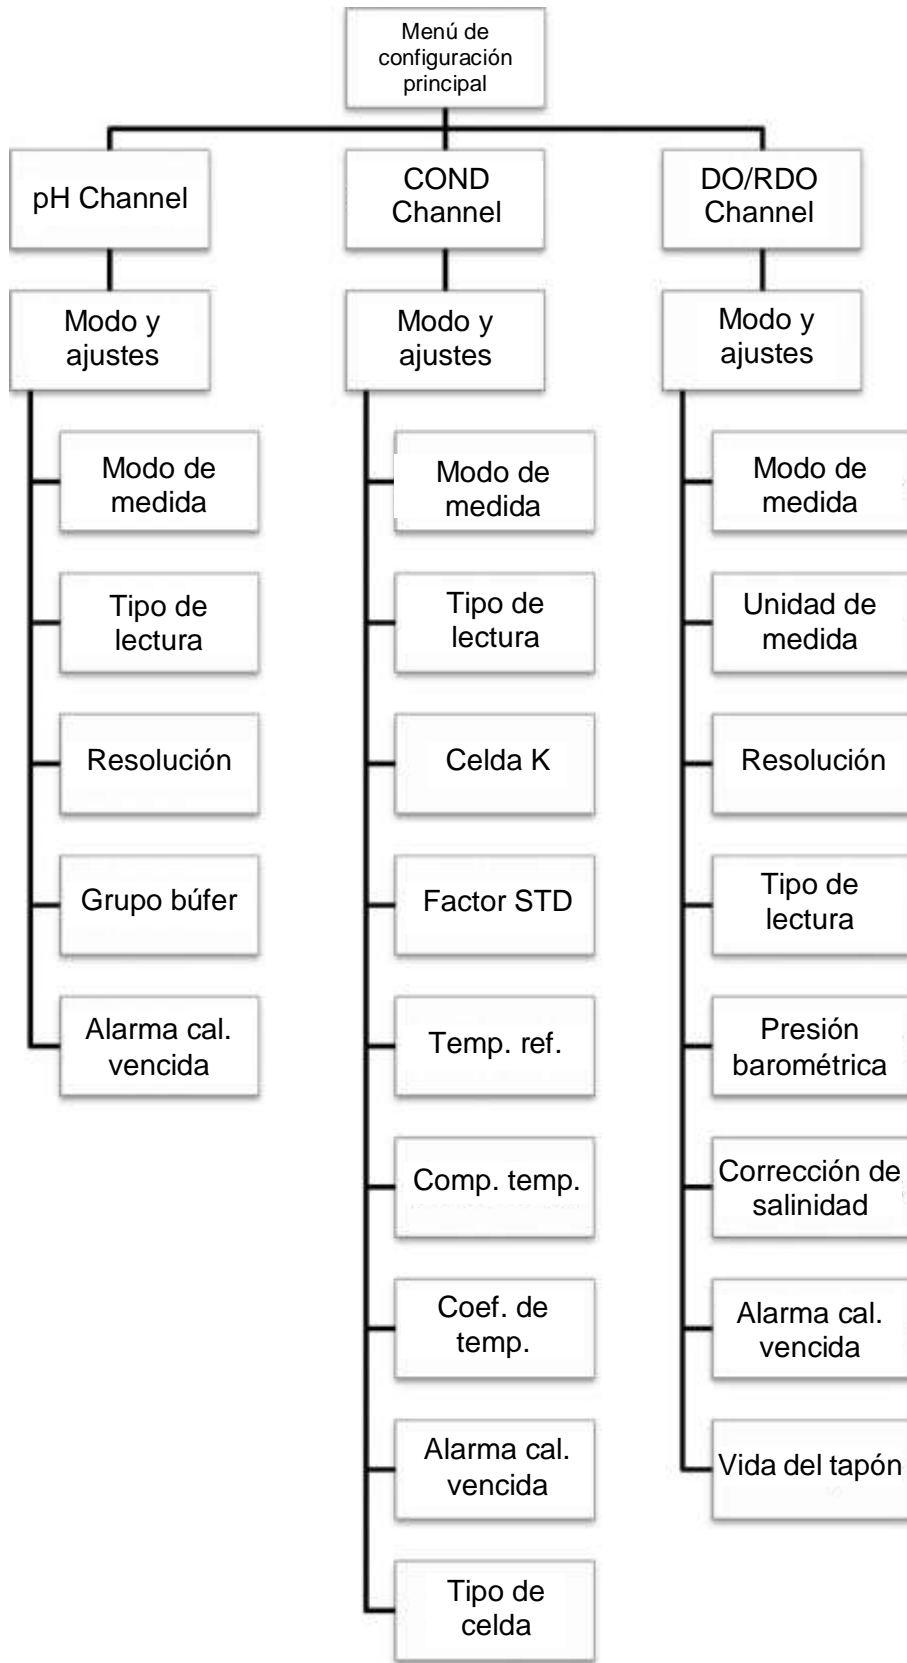 Menú de
configuración
principal
pH Channel
COND
Channel
DO/RDO
Channel
Modo y
ajustes
Modo y
ajustes
Modo y
ajustes
Modo de
medida
Tipo de
lectura
Resolución
Grupo búfer
Alarma cal.
vencida
Modo de
medida
Tipo de
lectura
Celda K
Factor STD
Temp. ref.
Comp. temp.
Coef. de
temp.
Alarma cal.
vencida
Tipo de
celda
Modo de
medida
Unidad de
medida
Resolución
Tipo de
lectura
Presión
barométrica
Corrección de
salinidad
Alarma cal.
vencida
Vida del tapón